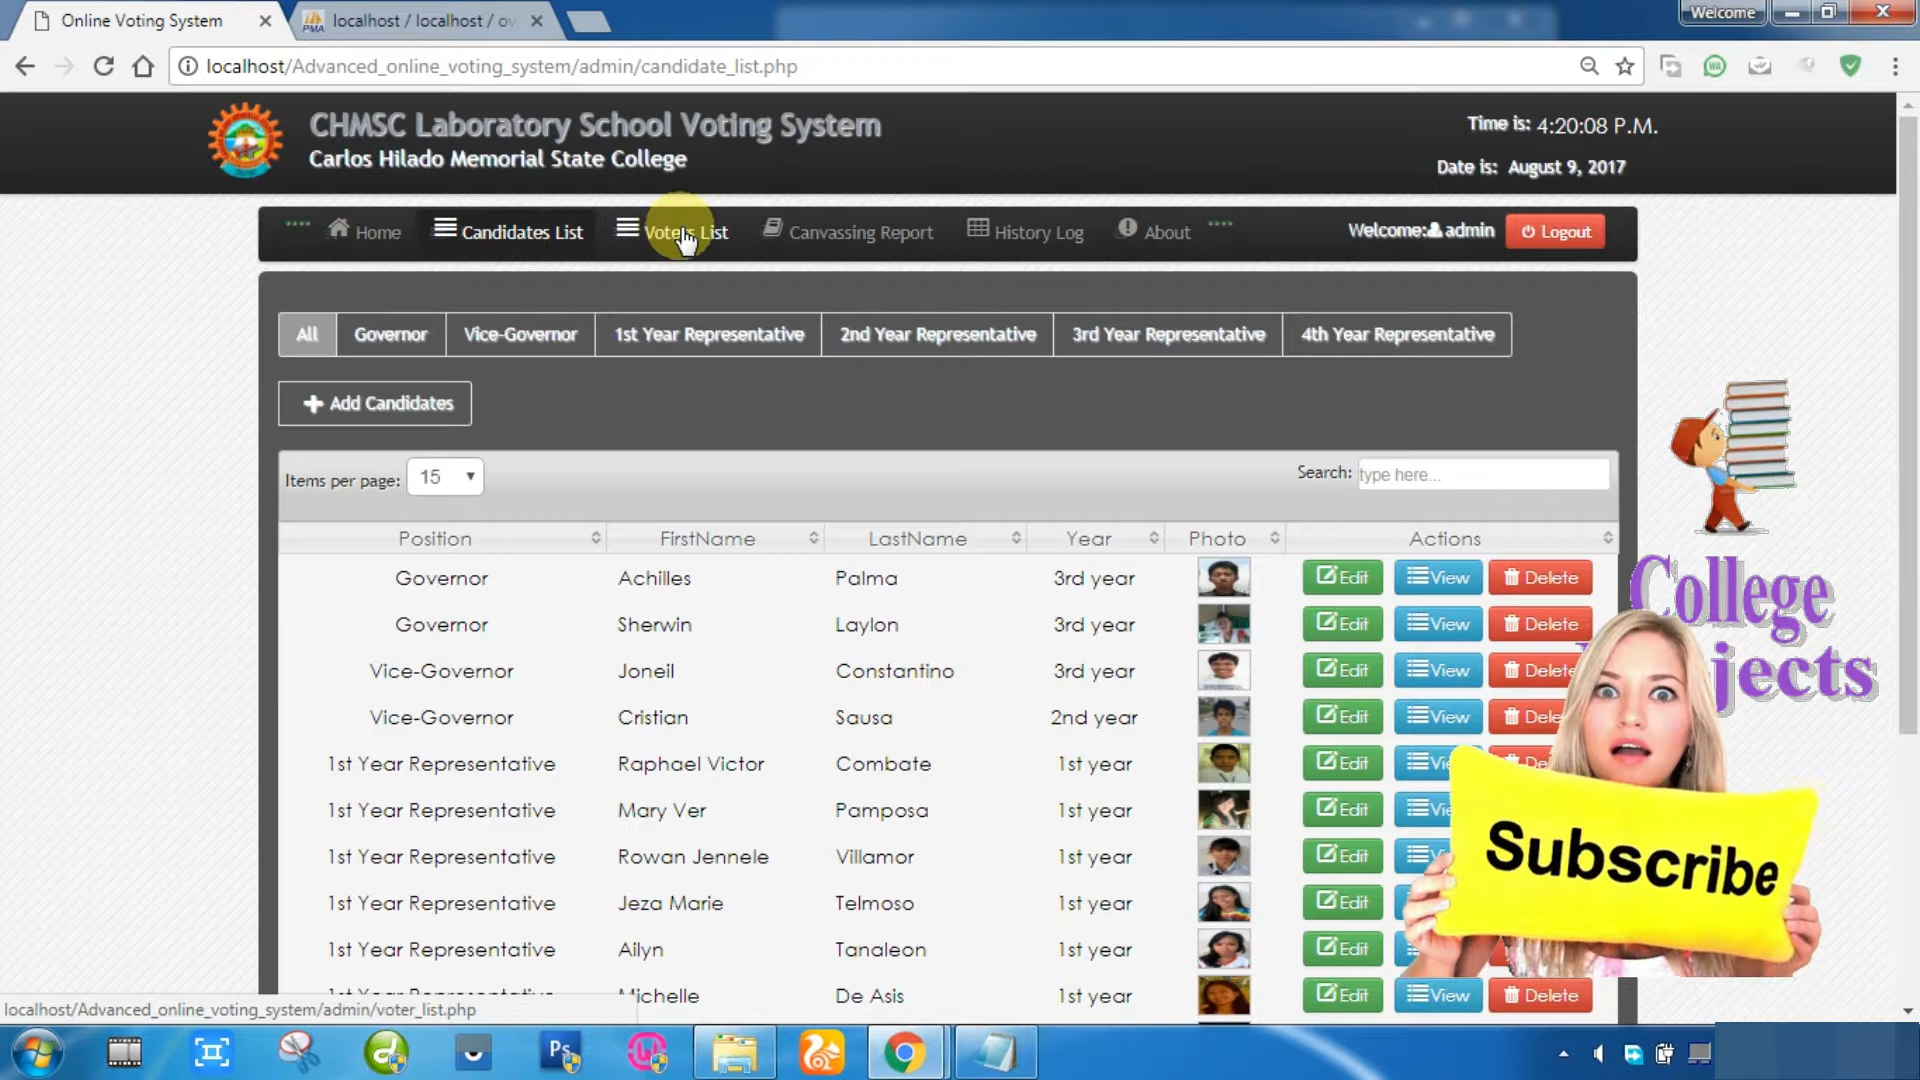 Online Voting System
localhost / localhost / ov
Welcome
localhost/Advanced_online_voting_system/admin/candidate_list.php
CHMSC Laboratory School Voting System
Carlos Hilado Memorial State College
Time is: 4:20:08 P.M.
Date is: August 9, 2017
Home Candidates List Voters List Canvassing Report History Log About Welcome: admin Logout
All Governor Vice-Governor 1st Year Representative 2nd Year Representative 3rd Year Representative 4th Year Representative
Add Candidates
Items per page: 15 Search: type here...
Position FirstName LastName Year Photo Actions
Governor Achilles Palma 3rd year Edit View Delete
Governor Sherwin Laylon 3rd year Edit View Delete
Vice-Governor Joneil Constantino 3rd year Edit View Delete
Vice-Governor Cristian Sausa 2nd year Edit View Dele
1st Year Representative Raphael Victor Combate 1st year Edit
1st Year Representative Mary Ver Pamposa 1st year Edit
1st Year Representative Rowan Jennele Villamor 1st year Edit
1st Year Representative Jeza Marie Telmoso 1st year Edit
1st Year Representative Ailyn Tanaleon 1st year Edit
Michelle De Asis 1st year Edit View Delete
College
jects
Subscribe
localhost/Advanced_online_voting_system/admin/voter_list.php
Ps